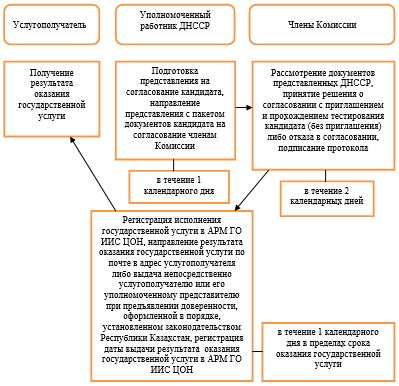 Услугополучатель
Уполномоченный
работник ДНССР
Члены Комиссии
Получение
результата
оказания
государственной
услуги
Подготовка
представления на
согласование кандидата,
направление
представления с пакетом
документов кандидата на
согласование членам
Комиссии
Рассмотрение документов
представленных ДНССР,
принятие решения о
согласовании с приглашением
и прохождением тестирования
кандидата (без приглашения)
либо отказа в согласовании,
подписание протокола
в течение 1
календарного дня
в течение 2
календарных дней
Регистрация исполнения
государственной услуги в АРМ ГО
ИИС ЦОН, направление результата
оказания государственной услуги по
почте в адрес услугополучателя
либо выдача непосредственно
услугополучателю или его
уполномоченному представителю
при предъявлении доверенности,
оформленной в порядке,
установленном законодательством
Республики Казахстан, регистрация
даты выдачи результата оказания
государственной услуги в АРМ ГО
ИИС ЦОН
в течение 1 календарного
дня в пределах срока
оказания государственной
услуги